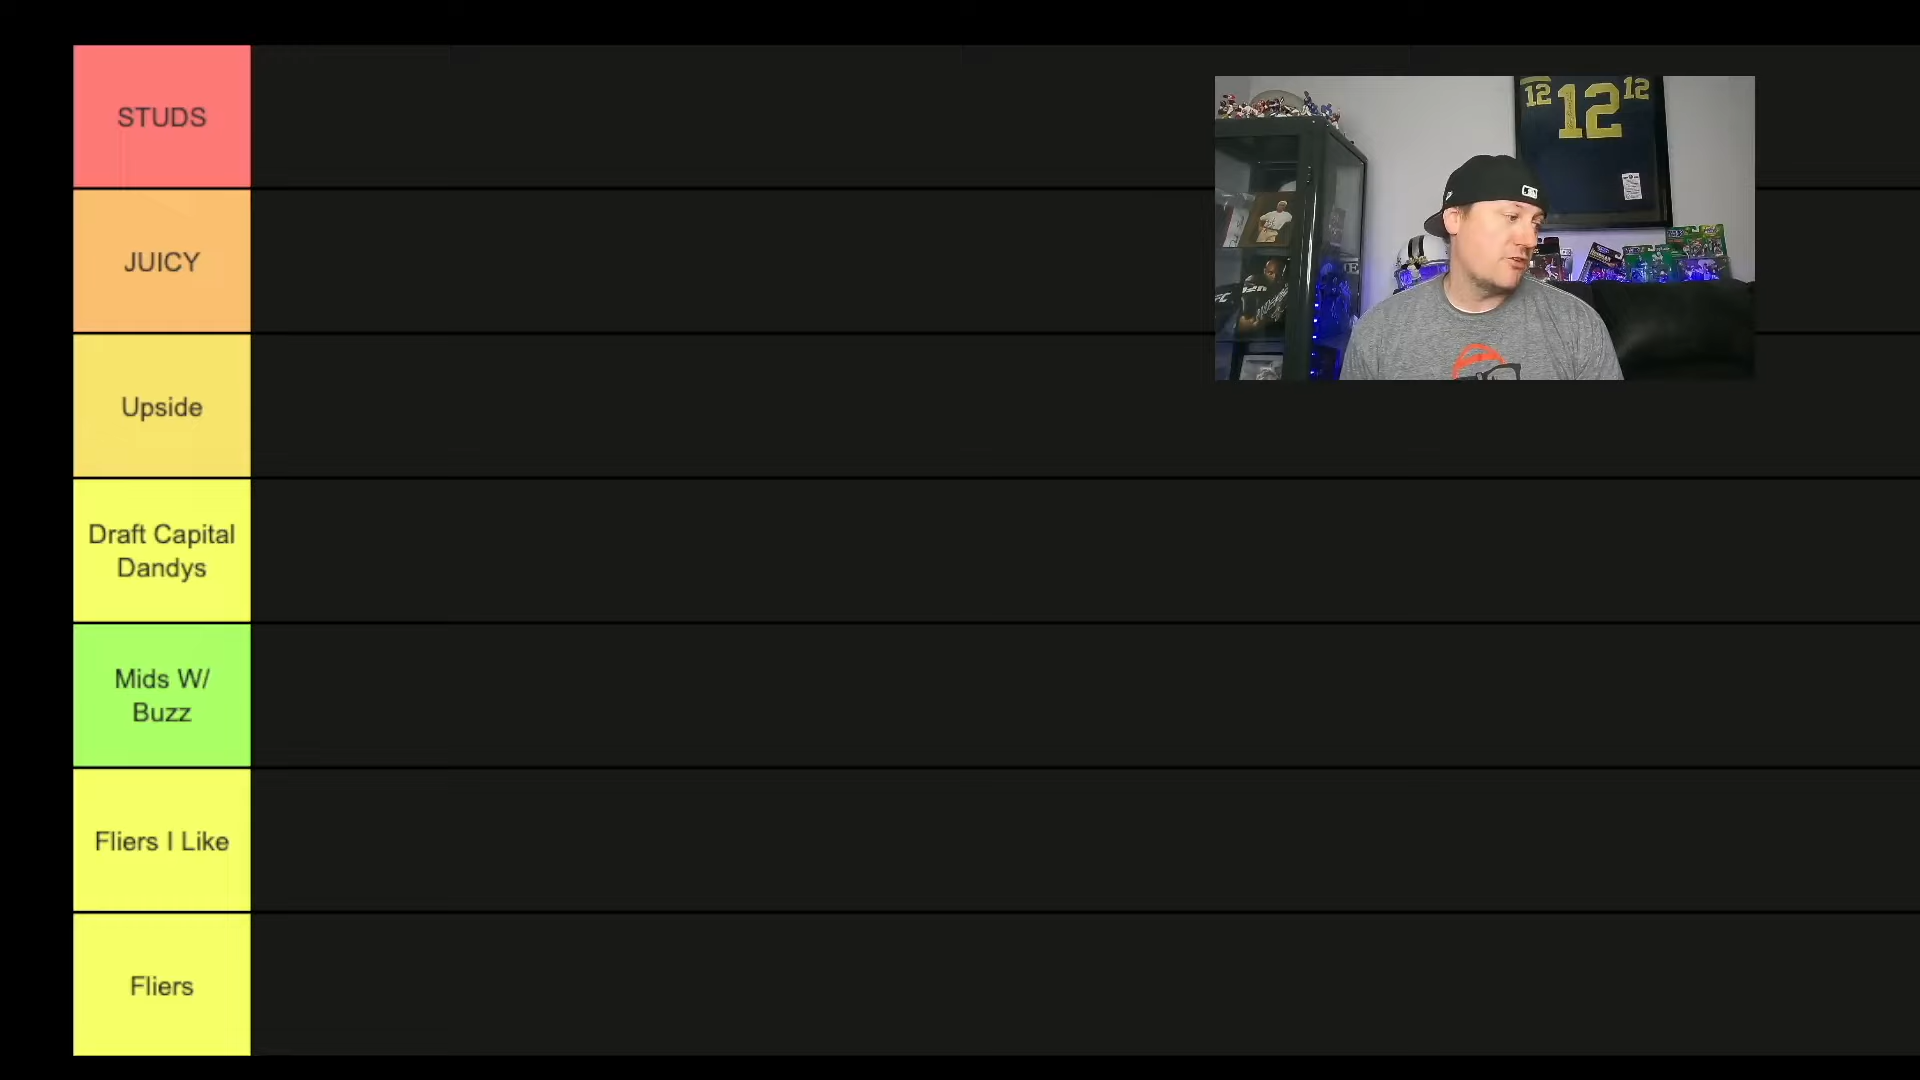 STUDS
12 12 12
JUICY
Upside
Draft Capital
Dandys
Mids W/
Buzz
Fliers I Like
Fliers